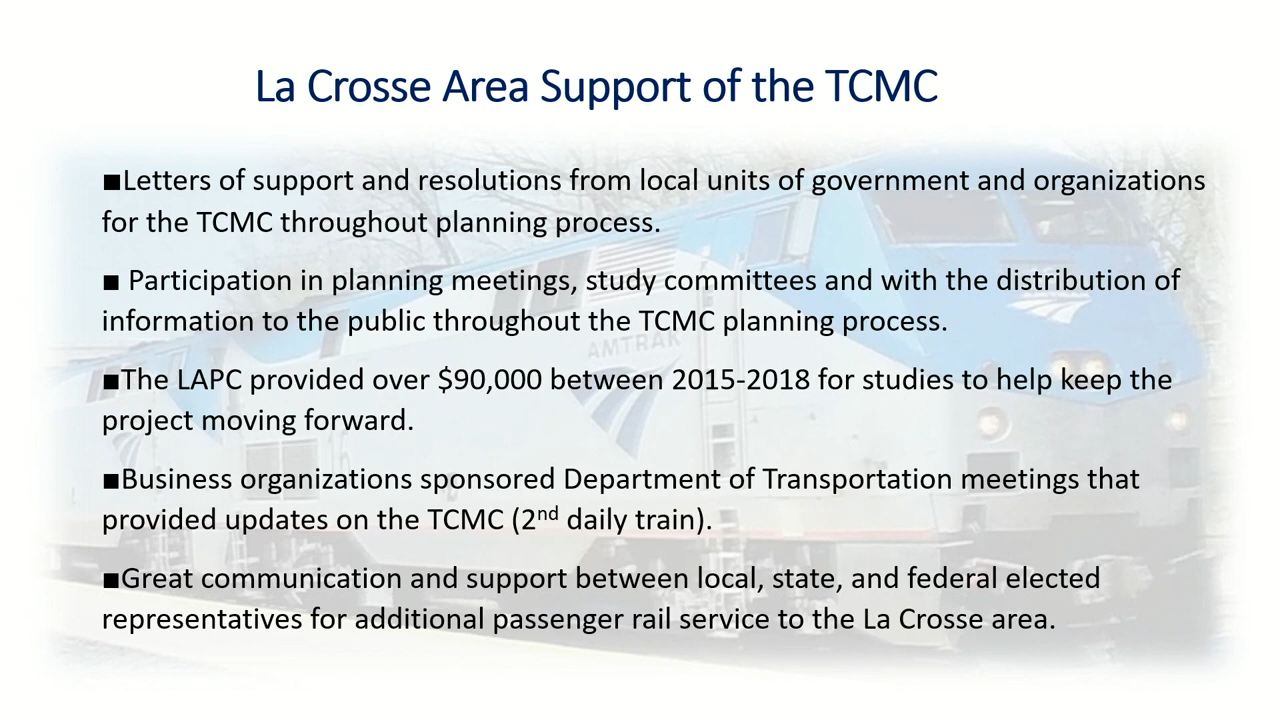 La Crosse Area Support of the TCMC
■Letters of support and resolutions from local units of government and organizations
for the TCMC throughout planning process.
■ Participation in planning meetings, study committees and with the distribution of
information to the public throughout the TCMC planning process.
AMTRAK
■The LAPC provided over $90,000 between 2015-2018 for studies to help keep the
project moving forward.
■Business organizations sponsored Department of Transportation meetings that
provided updates on the TCMC (2nd daily train).
■Great communication and support between local, state, and federal elected
representatives for additional passenger rail service to the La Crosse area.